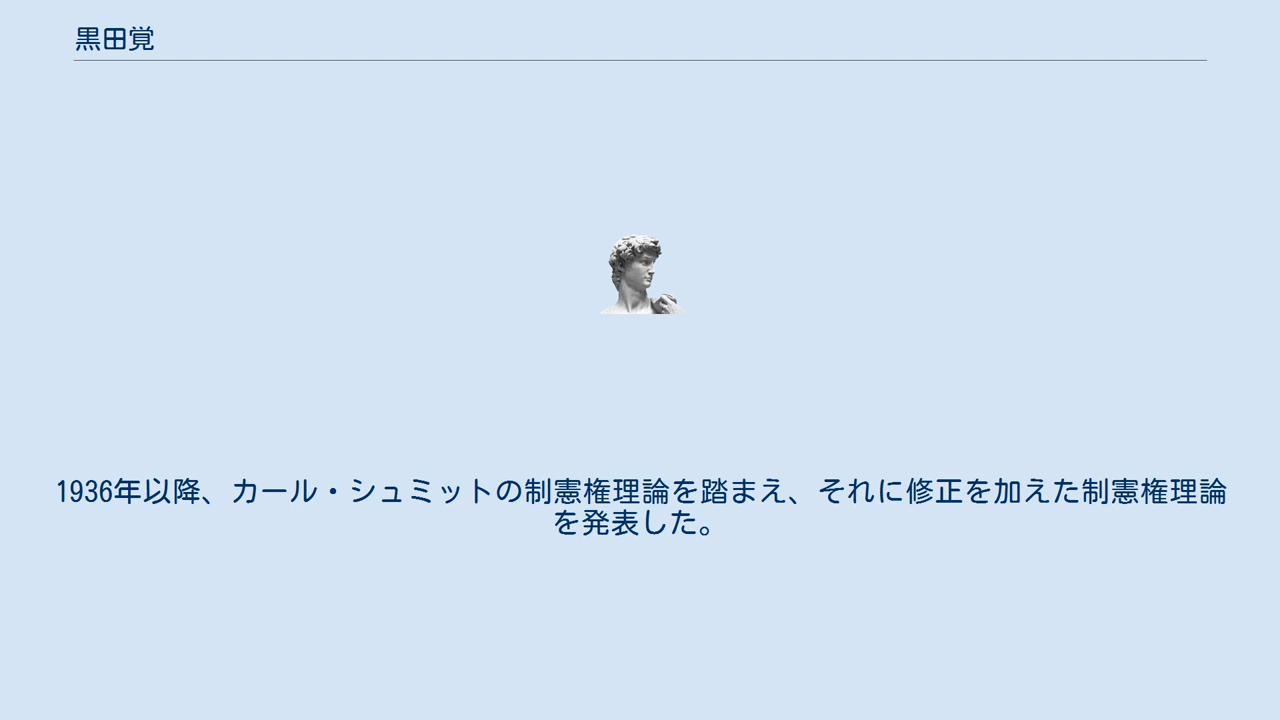 黒田覚
1936年以降、カール・シュミットの制憲権理論を踏まえ、それに修正を加えた制憲権理論
を発表した。